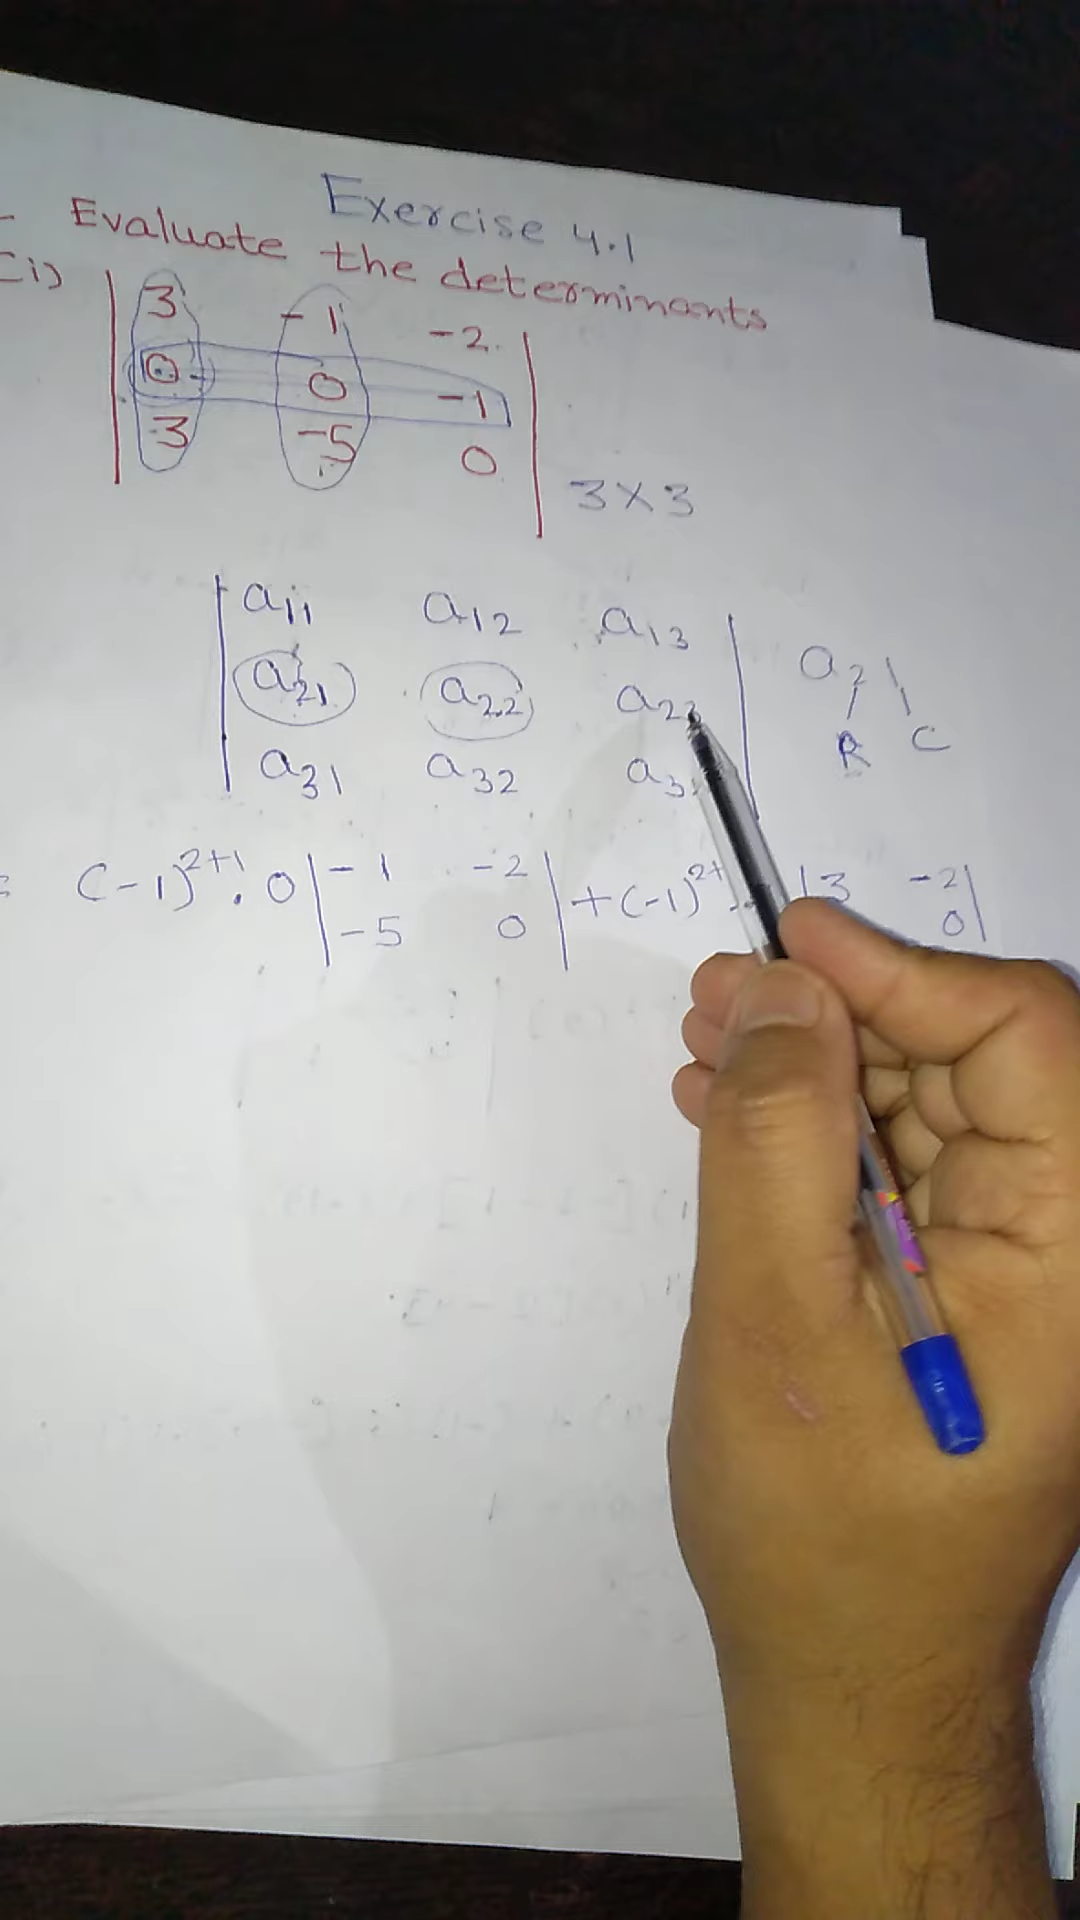 Exercise 4.1
Evaluate the determinants
(i)
3 -1 -2
0 0 -1
3 -5 0
3×3
a11 a12 a13
a21 a22 a23
a31 a32 a3
a21
R C
(-1)^2+1 . 0 |-1 -2| + (-1)^2+ |3 -2|
|-5 0| 0|